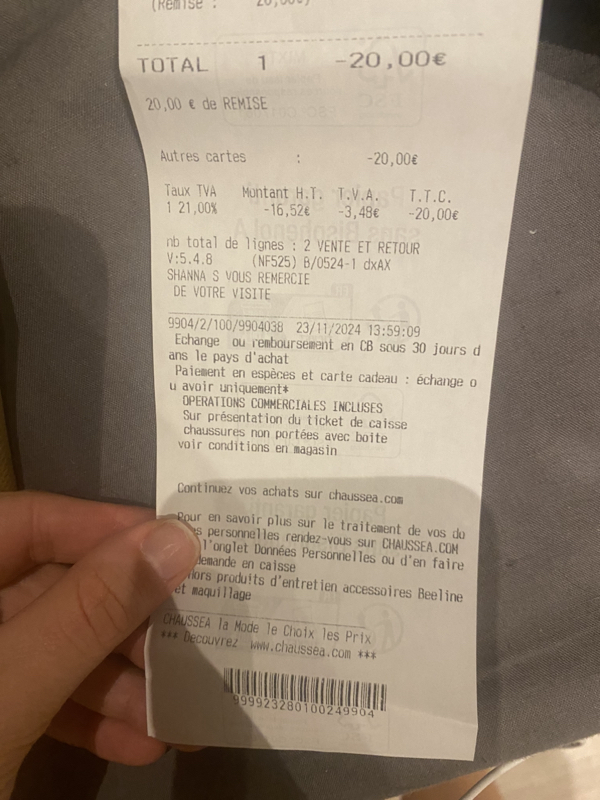 (Remise : 20,00€)
TOTAL 1 -20,00€
20,00 € de REMISE
Autres cartes : -20,00€
Taux TVA Montant H.T. T.V.A. T.T.C.
1 21,00% -16,52€ -3,48€ -20,00€
nb total de lignes : 2 VENTE ET RETOUR
V:5.4.8 (NF525) B/0524-1 dxAX
SHANNA S VOUS REMERCIE
DE VOTRE VISITE
9904/2/100/9904038 23/11/2024 13:59:09
Echange ou remboursement en CB sous 30 jours d
ans le pays d'achat
Paiement en espèces et carte cadeau : échange o
u avoir uniquement*
OPERATIONS COMMERCIALES INCLUSES
Sur présentation du ticket de caisse
chaussures non portées avec boite
voir conditions en magasin
Continuez vos achats sur chaussea.com
Pour en savoir plus sur le traitement de vos do
es personnelles rendez-vous sur CHAUSSEA.COM
l'onglet Données Personnelles ou d'en faire
demande en caisse
hors produits d'entretien accessoires Beeline
et maquillage
CHAUSSEA la Mode le Choix les Prix
*** Decouvrez www.chaussea.com ***
999923280100249904